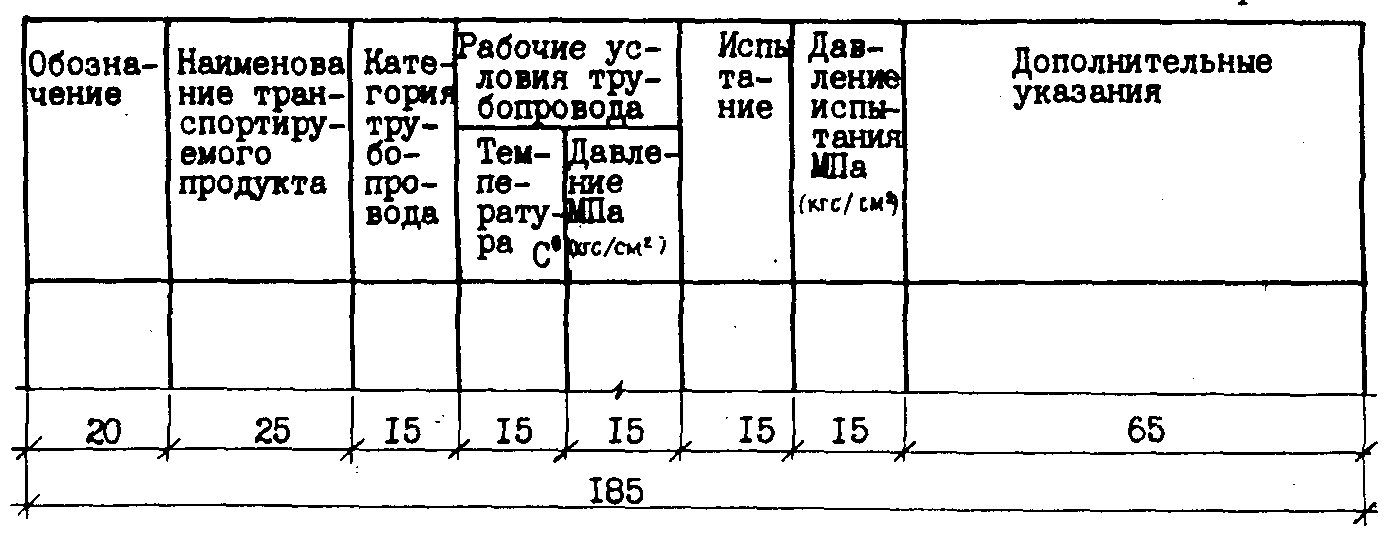 Обозна-
чение
Наименова
ние тран-
спортиру-
емого
продукта
Кате-
гория
тру-
бо-
про-
вода
Рабочие ус-
ловия тру-
бопровода
Тем-
пе-
рату-
ра С°
Давле-
ние
МПа
(кгс/см²)
Испы
та-
ние
Дав-
ление
испы-
тания
МПа
(кгс/см²)
Дополнительные
указания
20 25 I5 I5 I5 I5 I5 65
I85